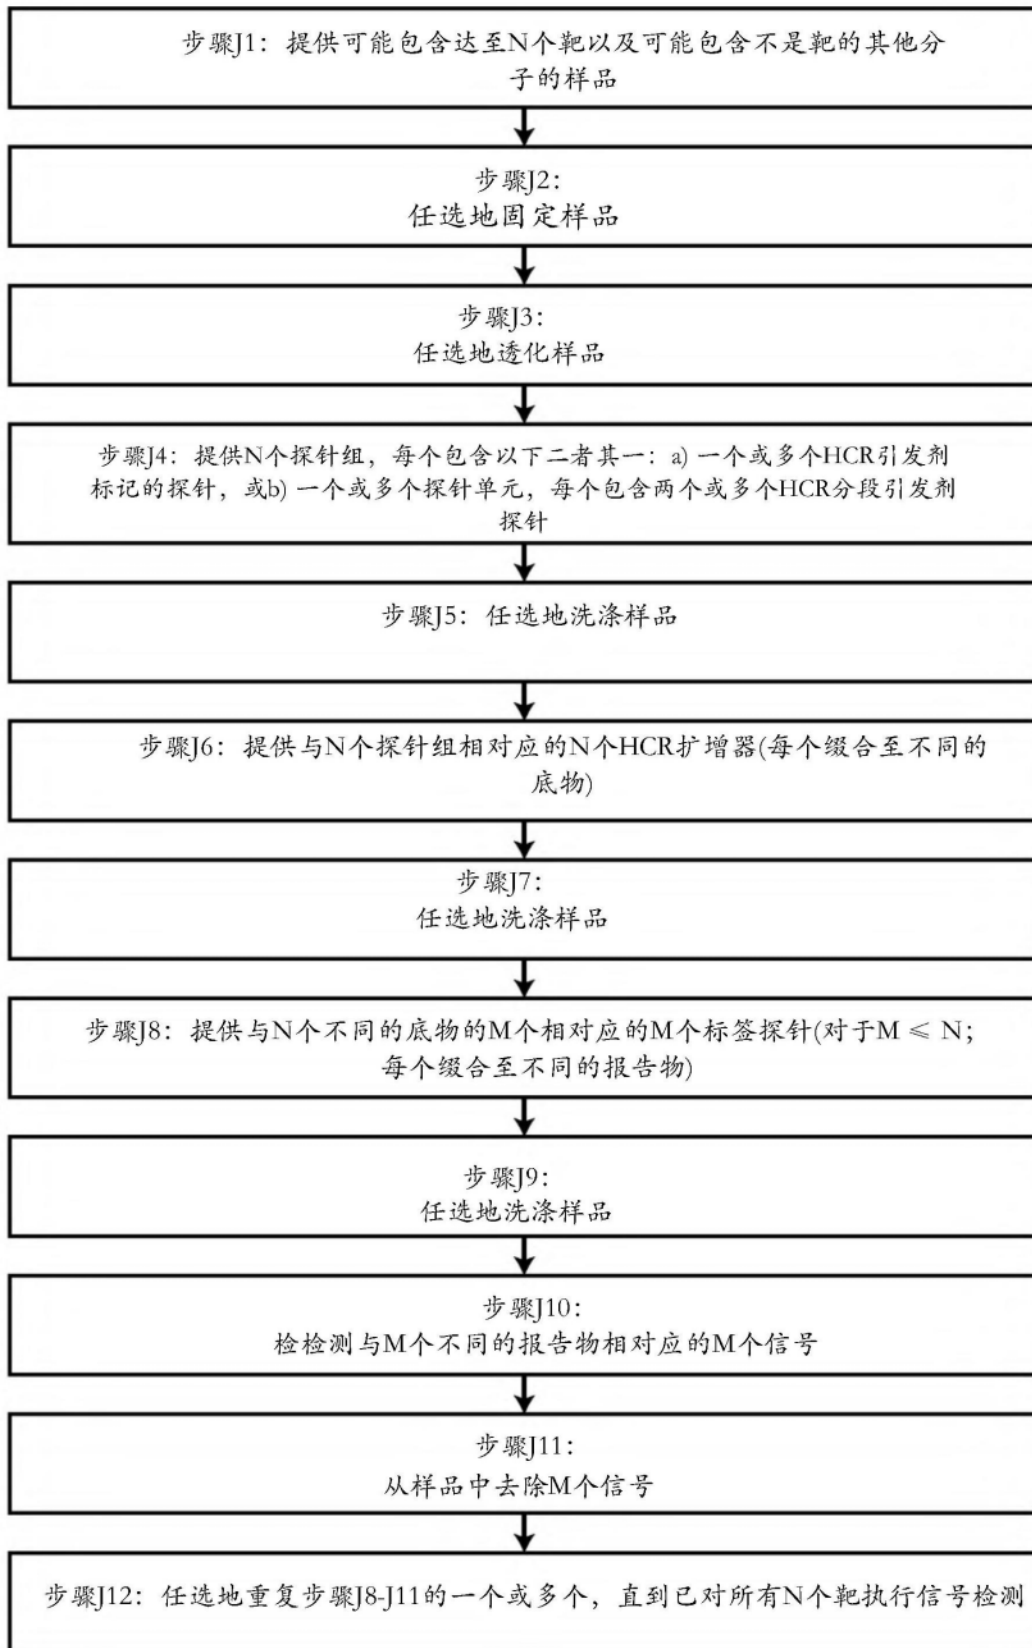 步骤J1：提供可能包含达至N个靶以及可能包含不是靶的其他分
子的样品
步骤J2：
任选地固定样品
步骤J3：
任选地透化样品
步骤J4：提供N个探针组，每个包含以下二者其一：a) 一个或多个HCR引发剂
标记的探针，或b) 一个或多个探针单元，每个包含两个或多个HCR分段引发剂
探针
步骤J5：任选地洗涤样品
步骤J6：提供与N个探针组相对应的N个HCR扩增器(每个缀合至不同的
底物)
步骤J7：
任选地洗涤样品
步骤J8：提供与N个不同的底物的M个相对应的M个标签探针(对于M ≤ N；
每个缀合至不同的报告物)
步骤J9：
任选地洗涤样品
步骤J10：
检检测与M个不同的报告物相对应的M个信号
步骤J11：
从样品中去除M个信号
步骤J12：任选地重复步骤J8-J11的一个或多个，直到已对所有N个靶执行信号检测